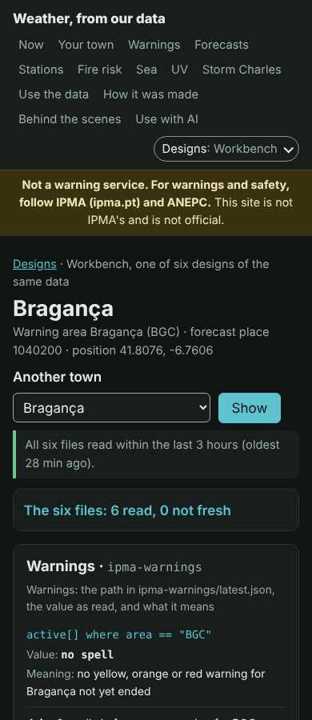 Weather, from our data
Now Your town Warnings Forecasts
Stations Fire risk Sea UV Storm Charles
Use the data How it was made
Behind the scenes Use with AI
Designs: Workbench
Not a warning service. For warnings and safety,
follow IPMA (ipma.pt) and ANEPC. This site is not
IPMA's and is not official.
Designs · Workbench, one of six designs of the
same data
Bragança
Warning area Bragança (BGC) · forecast place
1040200 · position 41.8076, -6.7606
Another town
Bragança Show
All six files read within the last 3 hours (oldest
28 min ago).
The six files: 6 read, 0 not fresh
Warnings · ipma-warnings
Warnings: the path in ipma-warnings/latest.json,
the value as read, and what it means
active[] where area == "BGC"
Value: no spell
Meaning: no yellow, orange or red warning for
Bragança not yet ended